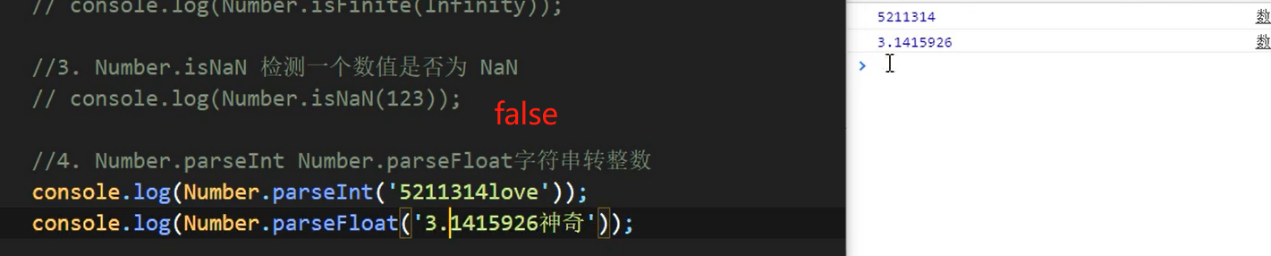 // console.log(Number.isFinite(Infinity));
//3. Number.isNaN 检测一个数值是否为 NaN
// console.log(Number.isNaN(123));
false
//4. Number.parseInt Number.parseFloat字符串转整数
console.log(Number.parseInt('5211314love'));
console.log(Number.parseFloat('3.1415926神奇'));
5211314
数
3.1415926
数
>